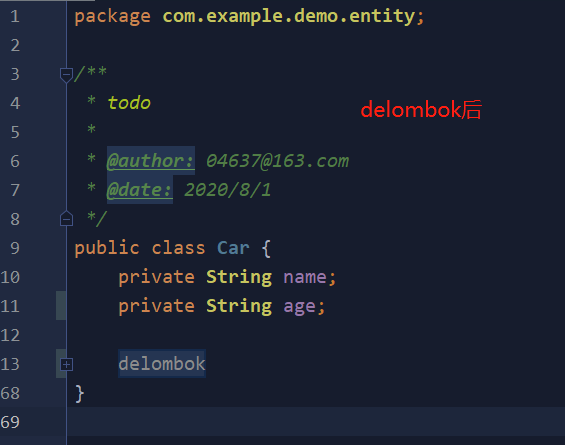 1 package com.example.demo.entity;
2
3 /**
4 * todo
delombok后
5 *
6 * @author: 04637@163.com
7 * @date: 2020/8/1
8 */
9 public class Car {
10 private String name;
11 private String age;
12
13 delombok
68 }
69